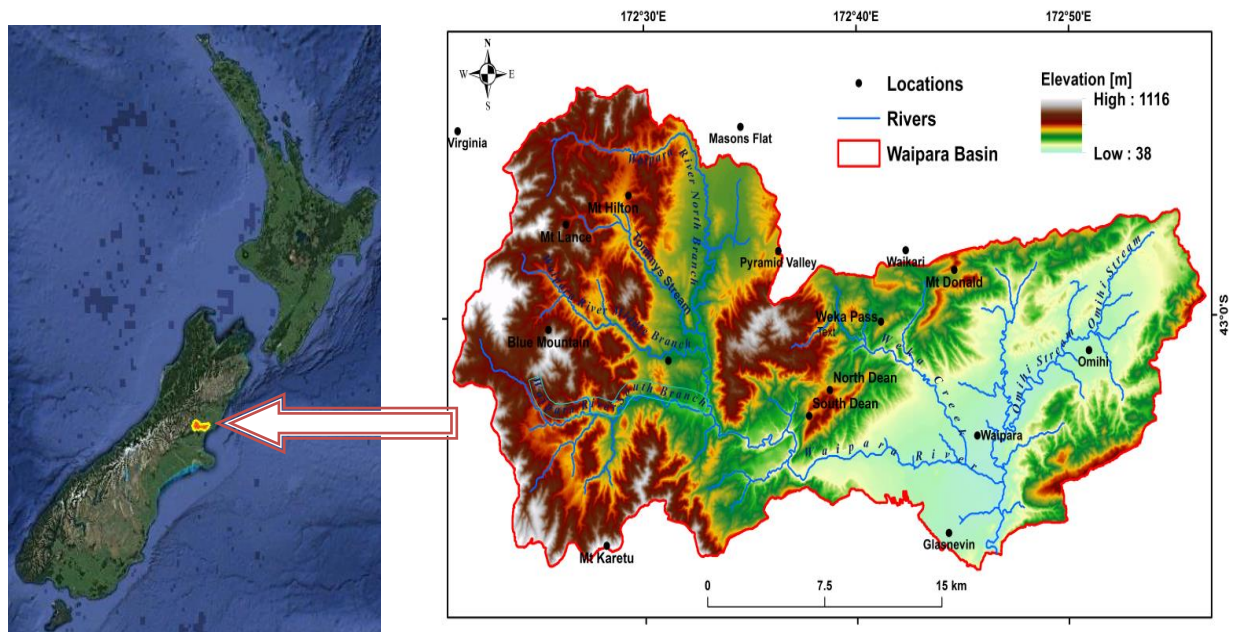 172°30'E
172°40'E
172°50'E
N
W
E
S
Locations
Rivers
Waipara Basin
Elevation [m]
High : 1116
Low : 38
Virginia
Masons Flat
Waipara River North Branch
Mt Hilton
Mt Lance
Tommys Stream
Pyramid Valley
Waikari
Mt Donald
Omihi Stream
43°0'S
Weka Pass
Text
Blue Mountain
Branch
Weka Creek
Omihi Stream
Omihi
North Dean
South Branch
South Dean
Waipara
Waipara River
Glasnevin
Mt Karetu
0
7.5
15 km